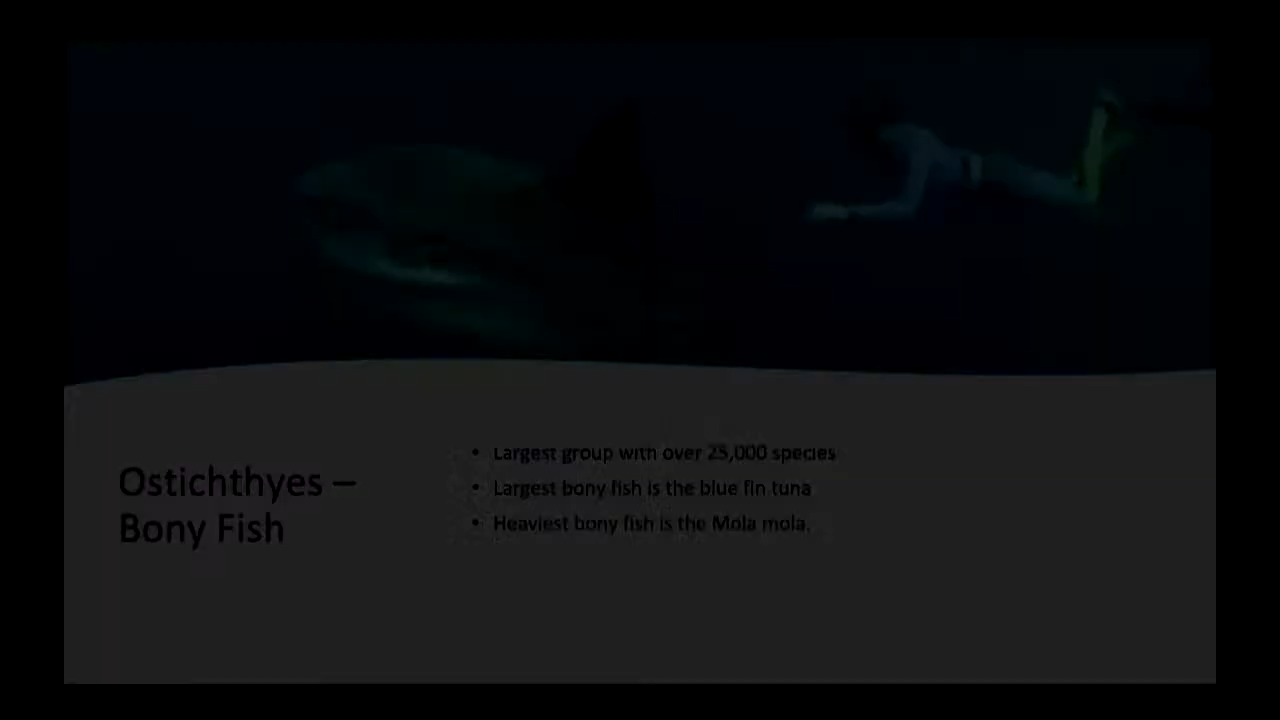 Ostichthyes –
Bony Fish
• Largest group with over 25,000 species
• Largest bony fish is the blue fin tuna
• Heaviest bony fish is the Mola mola.